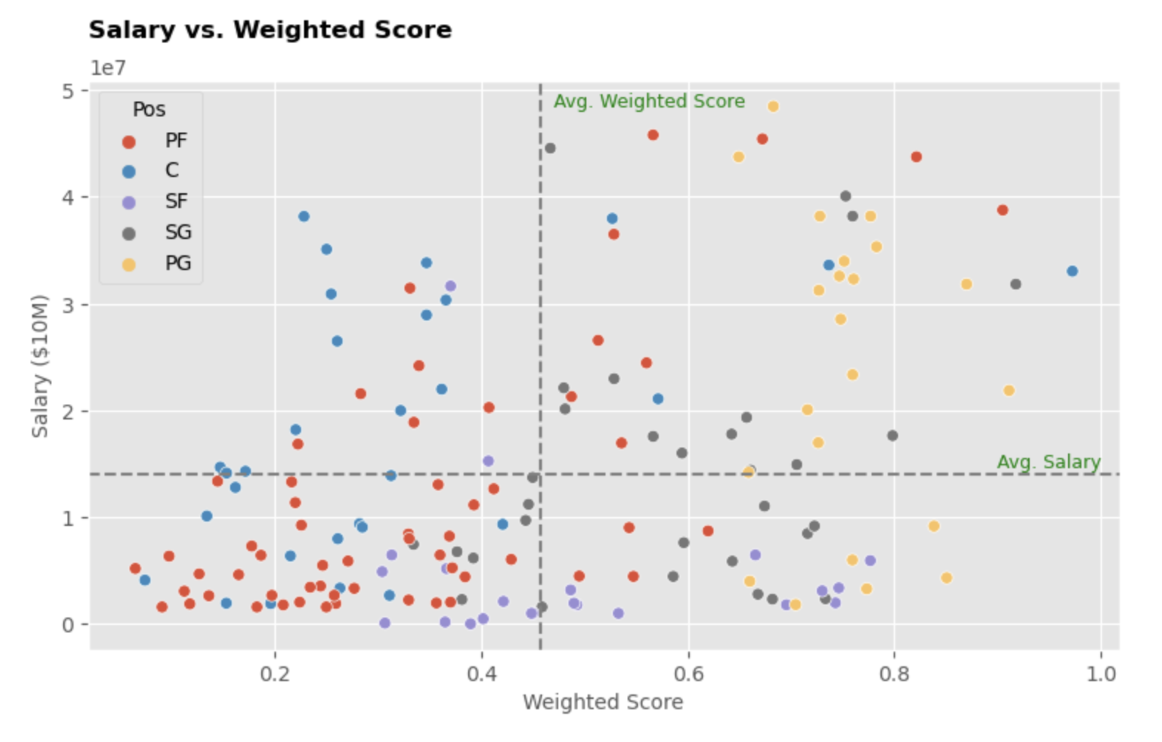 Salary vs. Weighted Score
1e7
5
4
3
2
1
0
Salary ($10M)
Pos
PF
C
SF
SG
PG
Avg. Weighted Score
Avg. Salary
0.2
0.4
0.6
0.8
1.0
Weighted Score